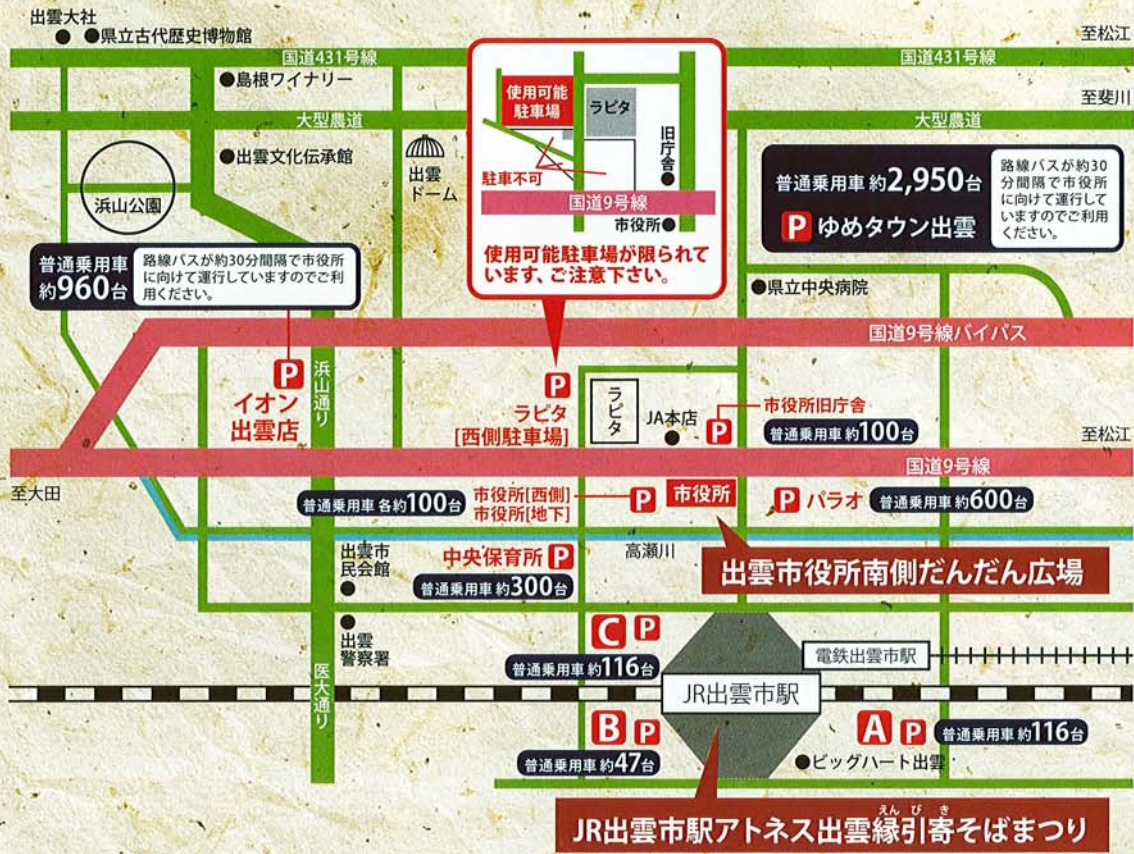 出雲大社
●県立古代歴史博物館
至松江
国道431号線
国道431号線
●島根ワイナリー
至斐川
大型農道
大型農道
●出雲文化伝承館
出雲
ドーム
浜山公園
使用可能
駐車場
ラピタ
旧庁舎●
駐車不可
国道9号線
市役所●
使用可能駐車場が限られて
います、ご注意下さい。
普通乗用車 約2,950台
P ゆめタウン出雲
路線バスが約30
分間隔で市役所
に向けて運行して
いますのでご利用
ください。
普通乗用車
約960台
路線バスが約30分間隔で市役所
に向けて運行していますのでご利
用ください。
●県立中央病院
国道9号線バイパス
P
イオン
出雲店
浜山通り
P
ラピタ
[西側駐車場]
ラピタ
JA本店
●
P
市役所旧庁舎
普通乗用車 約100台
至松江
国道9号線
至大田
普通乗用車 各約100台
市役所[西側]
市役所[地下]
P
市役所
P パラオ
普通乗用車 約600台
高瀬川
出雲市
民会館
●
中央保育所 P
普通乗用車 約300台
出雲市役所南側だんだん広場
●
出雲
警察署
C P
普通乗用車 約116台
電鉄出雲市駅
医大通り
JR出雲市駅
B P
普通乗用車 約47台
A P
普通乗用車 約116台
●ビッグハート出雲
えんびき
JR出雲市駅アトネス出雲縁引寄そばまつり